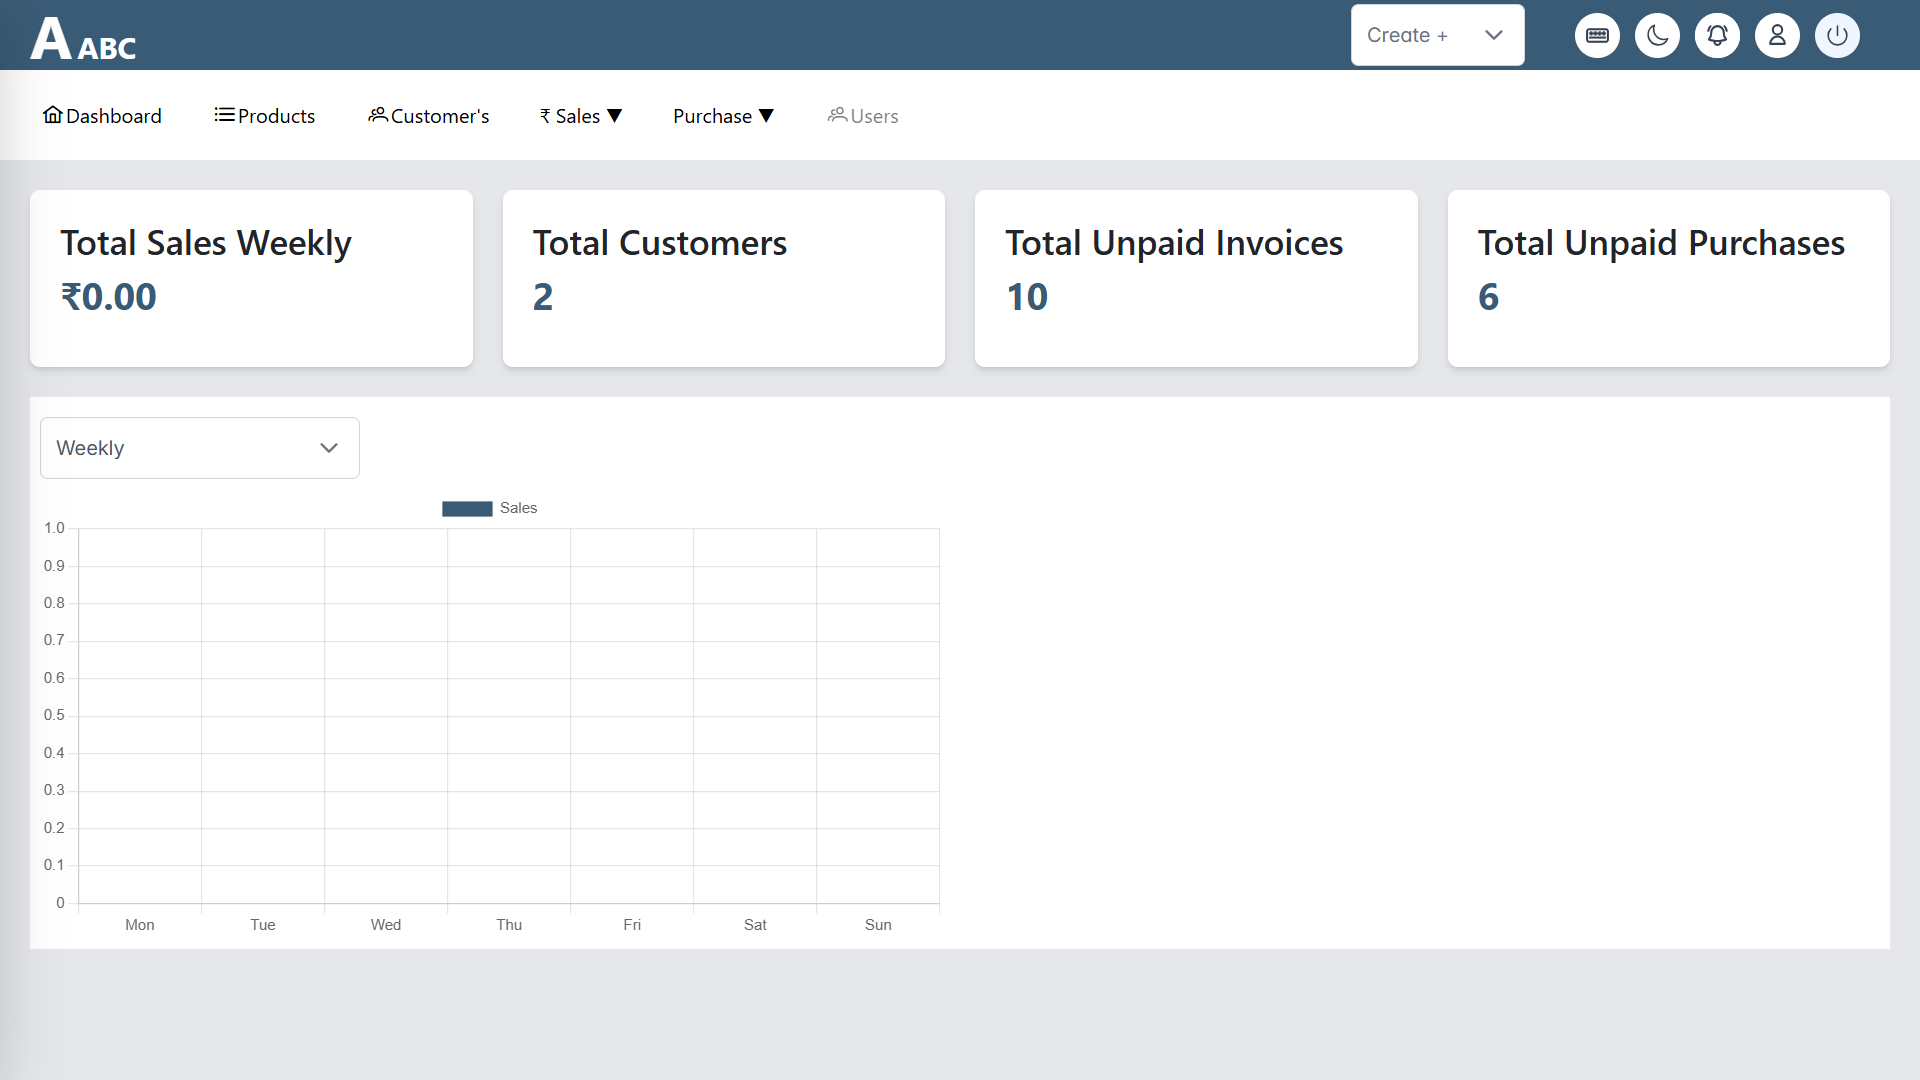 A ABC
Create +
Dashboard
Products
Customer's
₹ Sales ▼
Purchase ▼
Users
Total Sales Weekly
₹0.00
Total Customers
2
Total Unpaid Invoices
10
Total Unpaid Purchases
6
Weekly
Sales
1.0
0.9
0.8
0.7
0.6
0.5
0.4
0.3
0.2
0.1
0
Mon Tue Wed Thu Fri Sat Sun